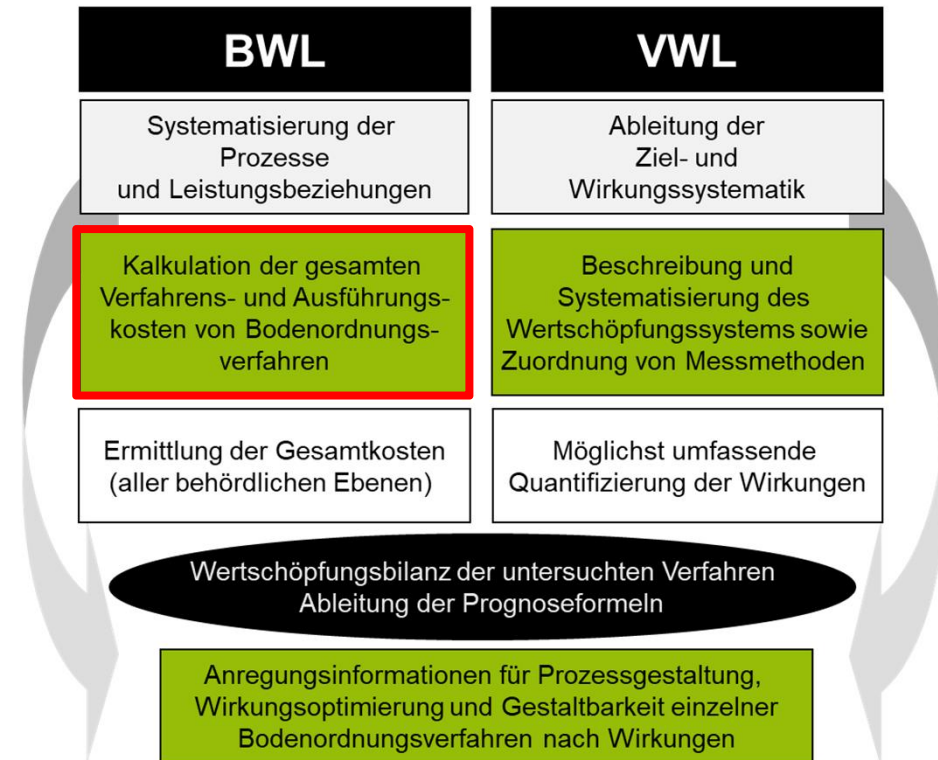 BWL
Systematisierung der
Prozesse
und Leistungsbeziehungen
Kalkulation der gesamten
Verfahrens- und Ausführungs-
kosten von Bodenordnungs-
verfahren
Ermittlung der Gesamtkosten
(aller behördlichen Ebenen)
VWL
Ableitung der
Ziel- und
Wirkungssystematik
Beschreibung und
Systematisierung des
Wertschöpfungssystems sowie
Zuordnung von Messmethoden
Möglichst umfassende
Quantifizierung der Wirkungen
Wertschöpfungsbilanz der untersuchten Verfahren
Ableitung der Prognoseformeln
Anregungsinformationen für Prozessgestaltung,
Wirkungsoptimierung und Gestaltbarkeit einzelner
Bodenordnungsverfahren nach Wirkungen